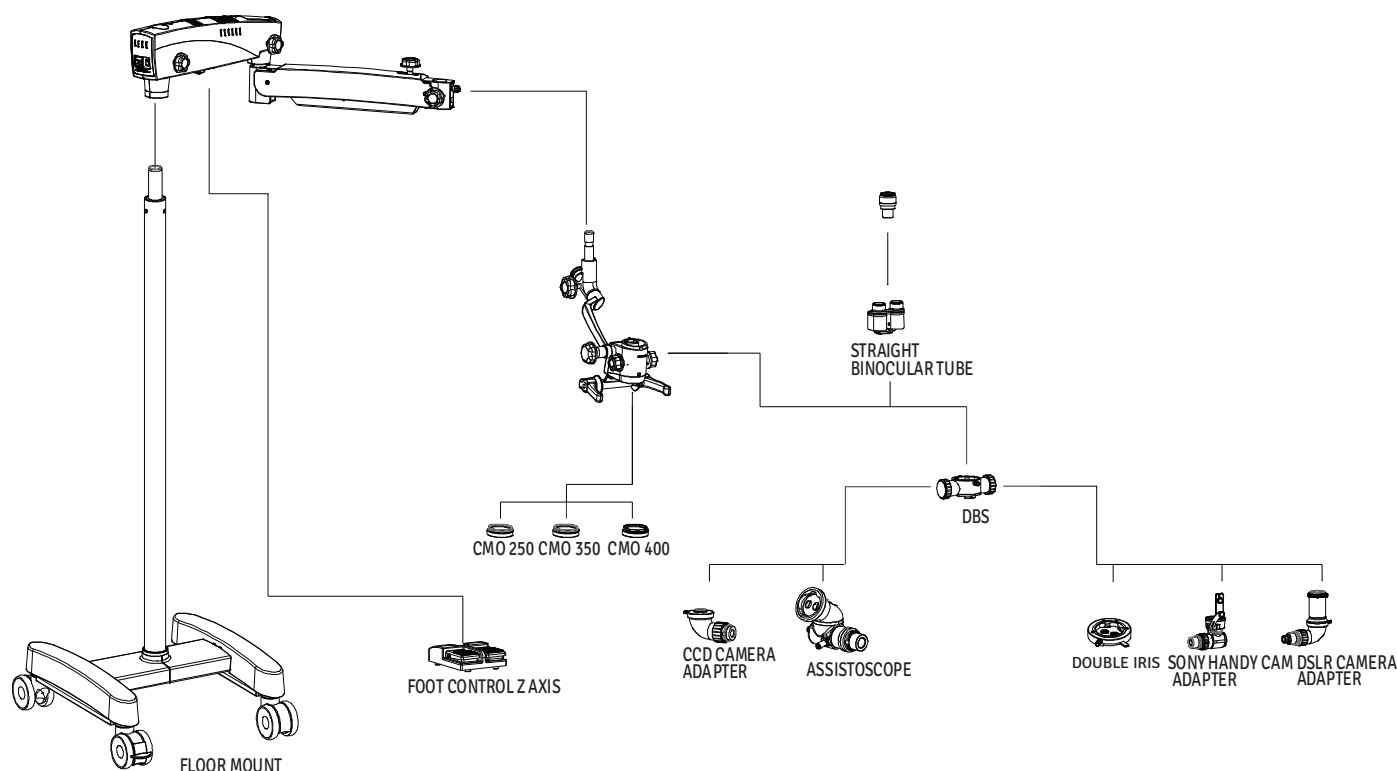 STRAIGHT
BINOCULAR TUBE
DBS
CMO 250 CMO 350 CMO 400
CCD CAMERA
ADAPTER
ASSISTOSCOPE
DOUBLE IRIS
SONY HANDY CAM
ADAPTER
DSLR CAMERA
ADAPTER
FOOT CONTROL Z AXIS
FLOOR MOUNT